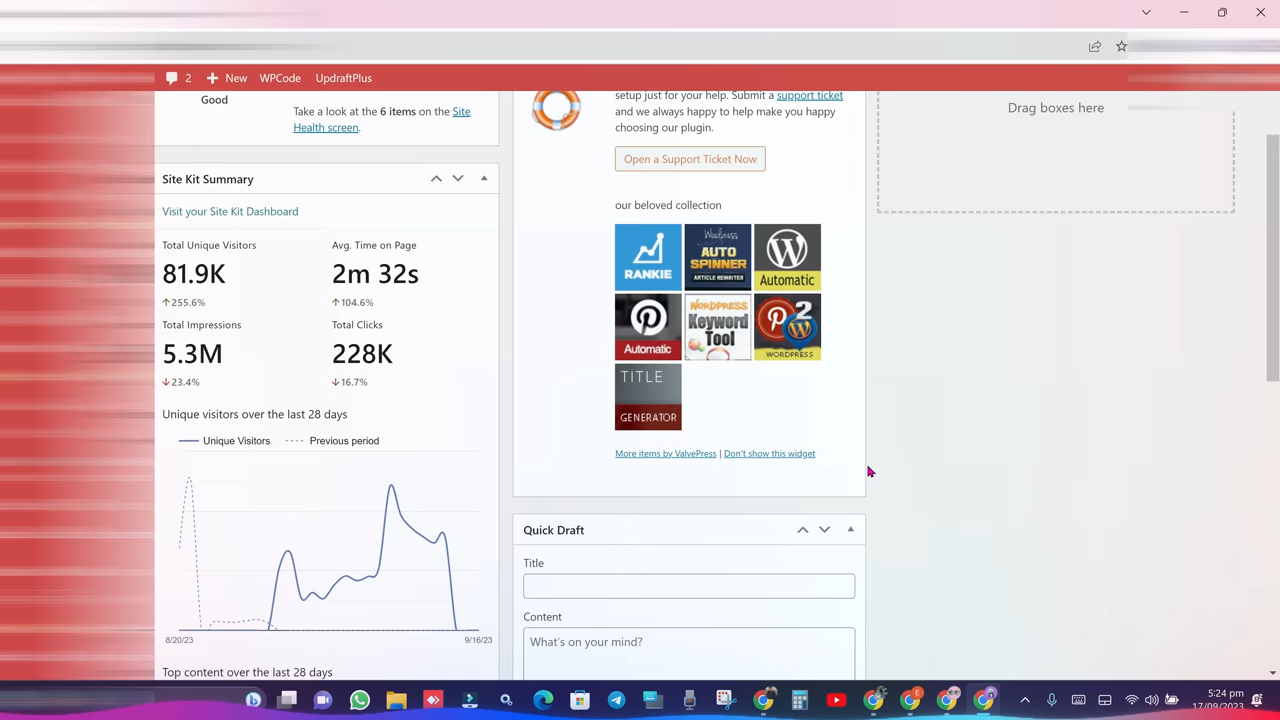 2 New WPCode UpdraftPlus
Good
Take a look at the 6 items on the Site
Health screen.
Site Kit Summary
Visit your Site Kit Dashboard
Total Unique Visitors
81.9K
255.6%
Avg. Time on Page
2m 32s
104.6%
Total Impressions
5.3M
23.4%
Total Clicks
228K
16.7%
Unique visitors over the last 28 days
Unique Visitors Previous period
8/20/23 9/16/23
Top content over the last 28 days
setup just for your help. Submit a support ticket
and we always happy to help make you happy
choosing our plugin.
Open a Support Ticket Now
our beloved collection
RANKIE
Wordpress
AUTO
SPINNER
ARTICLE REWRITER
Automatic
Automatic
WORDPRESS
Keyword
Tool
2
WORDPRESS
TITLE
GENERATOR
More items by ValvePress | Don't show this widget
Quick Draft
Title
Content
What's on your mind?
Drag boxes here
5:24 pm
17/09/2023